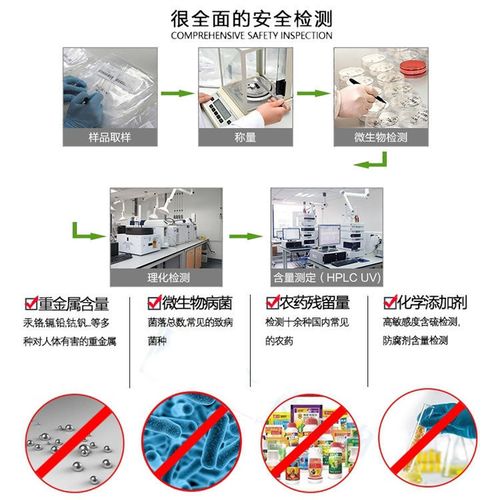 很全面的安全检测
COMPREHENSIVE SAFETY INSPECTION
样品取样
称量
微生物检测
理化检测
含量测定（HPLC UV）
重金属含量
汞,铬,镉,铅,钴,钒..等多
种对人体有害的重金属
微生物病菌
菌落总数,常见的致病
菌种
农药残留量
检测十余种国内常见
的农药
化学添加剂
高敏感度含硫检测,
防腐剂含量检测